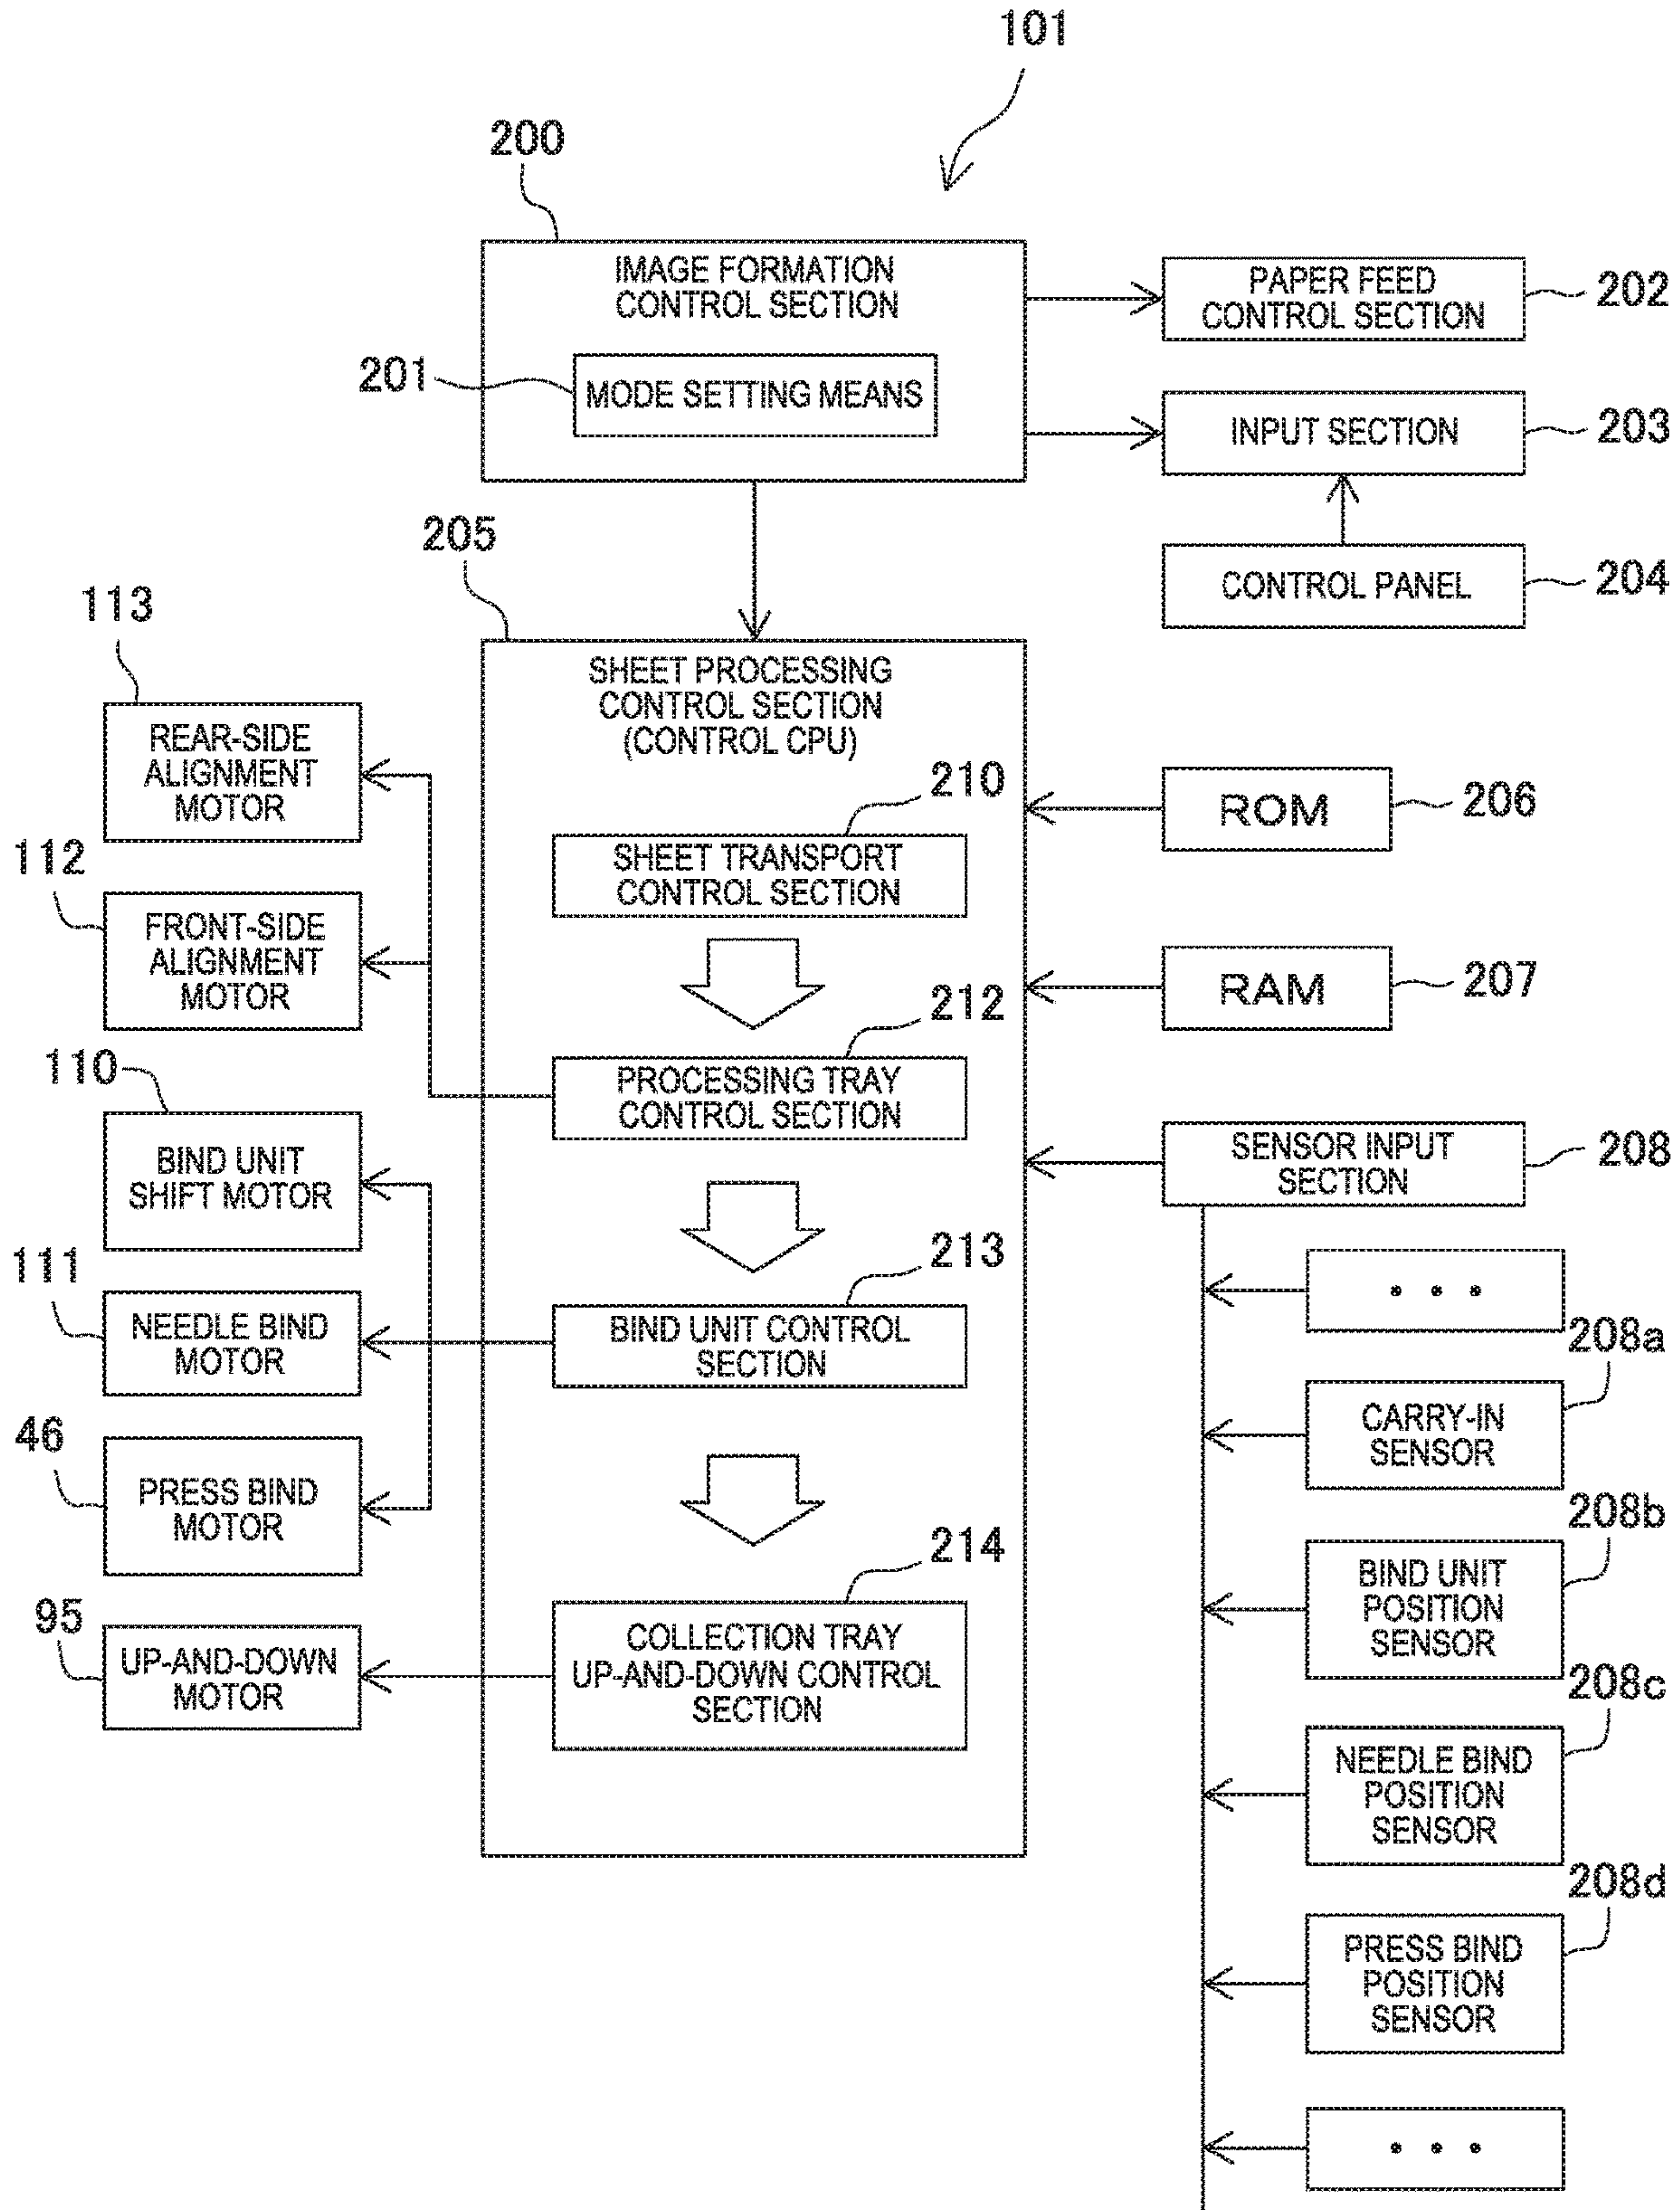 101
200
IMAGE FORMATION
CONTROL SECTION
201
MODE SETTING MEANS
PAPER FEED
CONTROL SECTION
202
INPUT SECTION
203
CONTROL PANEL
204
205
SHEET PROCESSING
CONTROL SECTION
(CONTROL CPU)
113
REAR-SIDE
ALIGNMENT
MOTOR
112
FRONT-SIDE
ALIGNMENT
MOTOR
110
BIND UNIT
SHIFT MOTOR
111
NEEDLE BIND
MOTOR
46
PRESS BIND
MOTOR
95
UP-AND-DOWN
MOTOR
210
SHEET TRANSPORT
CONTROL SECTION
212
PROCESSING TRAY
CONTROL SECTION
213
BIND UNIT CONTROL
SECTION
214
COLLECTION TRAY
UP-AND-DOWN CONTROL
SECTION
ROM
206
RAM
207
SENSOR INPUT
SECTION
208
• • •
208a
CARRY-IN
SENSOR
208b
BIND UNIT
POSITION
SENSOR
208c
NEEDLE BIND
POSITION
SENSOR
208d
PRESS BIND
POSITION
SENSOR
• • •